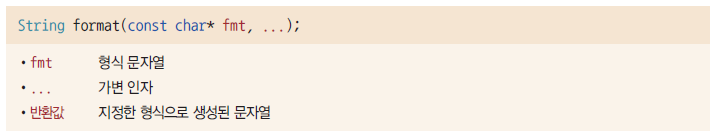 String format(const char* fmt, ...);
• fmt 형식 문자열
• ... 가변 인자
• 반환값 지정한 형식으로 생성된 문자열